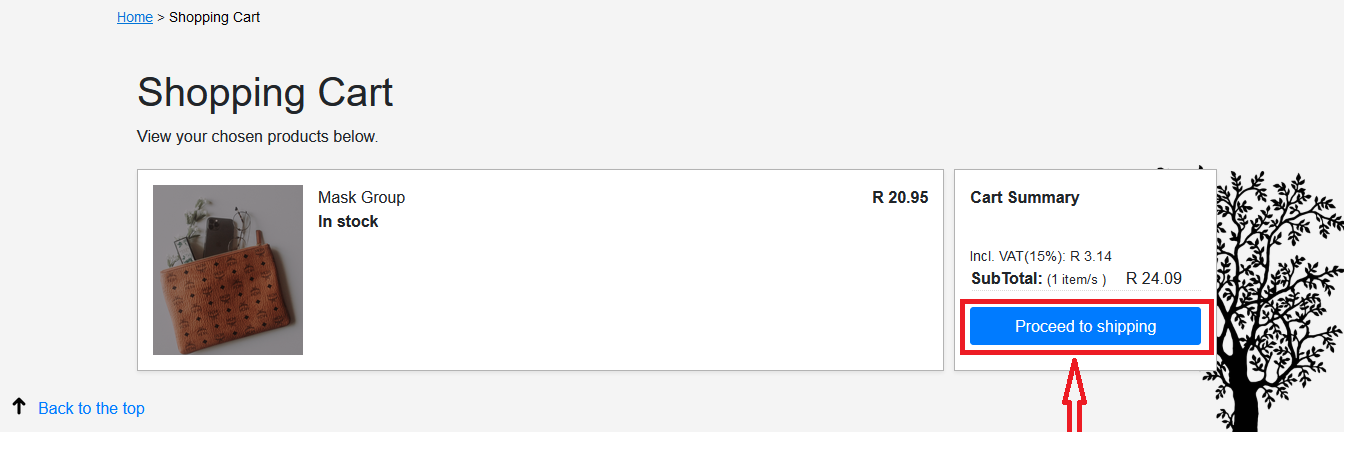 Home > Shopping Cart
Shopping Cart
View your chosen products below.
Mask Group
R 20.95
In stock
Cart Summary
Incl. VAT(15%): R 3.14
SubTotal: (1 item/s ) R 24.09
Proceed to shipping
Back to the top